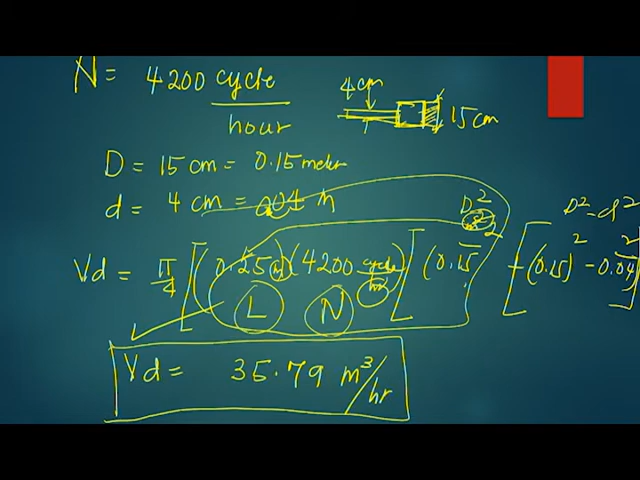 N = 4200 cycle/hour
4cm
15cm
D = 15 cm = 0.15 meter
d = 4 cm = 0.04 m
D² D² - d²
Vd = π/4 [(0.25 m)(4200 cycle/hr) [(0.15)² [-(0.15)² - 0.04²]
L N
Vd = 35.79 m³/hr